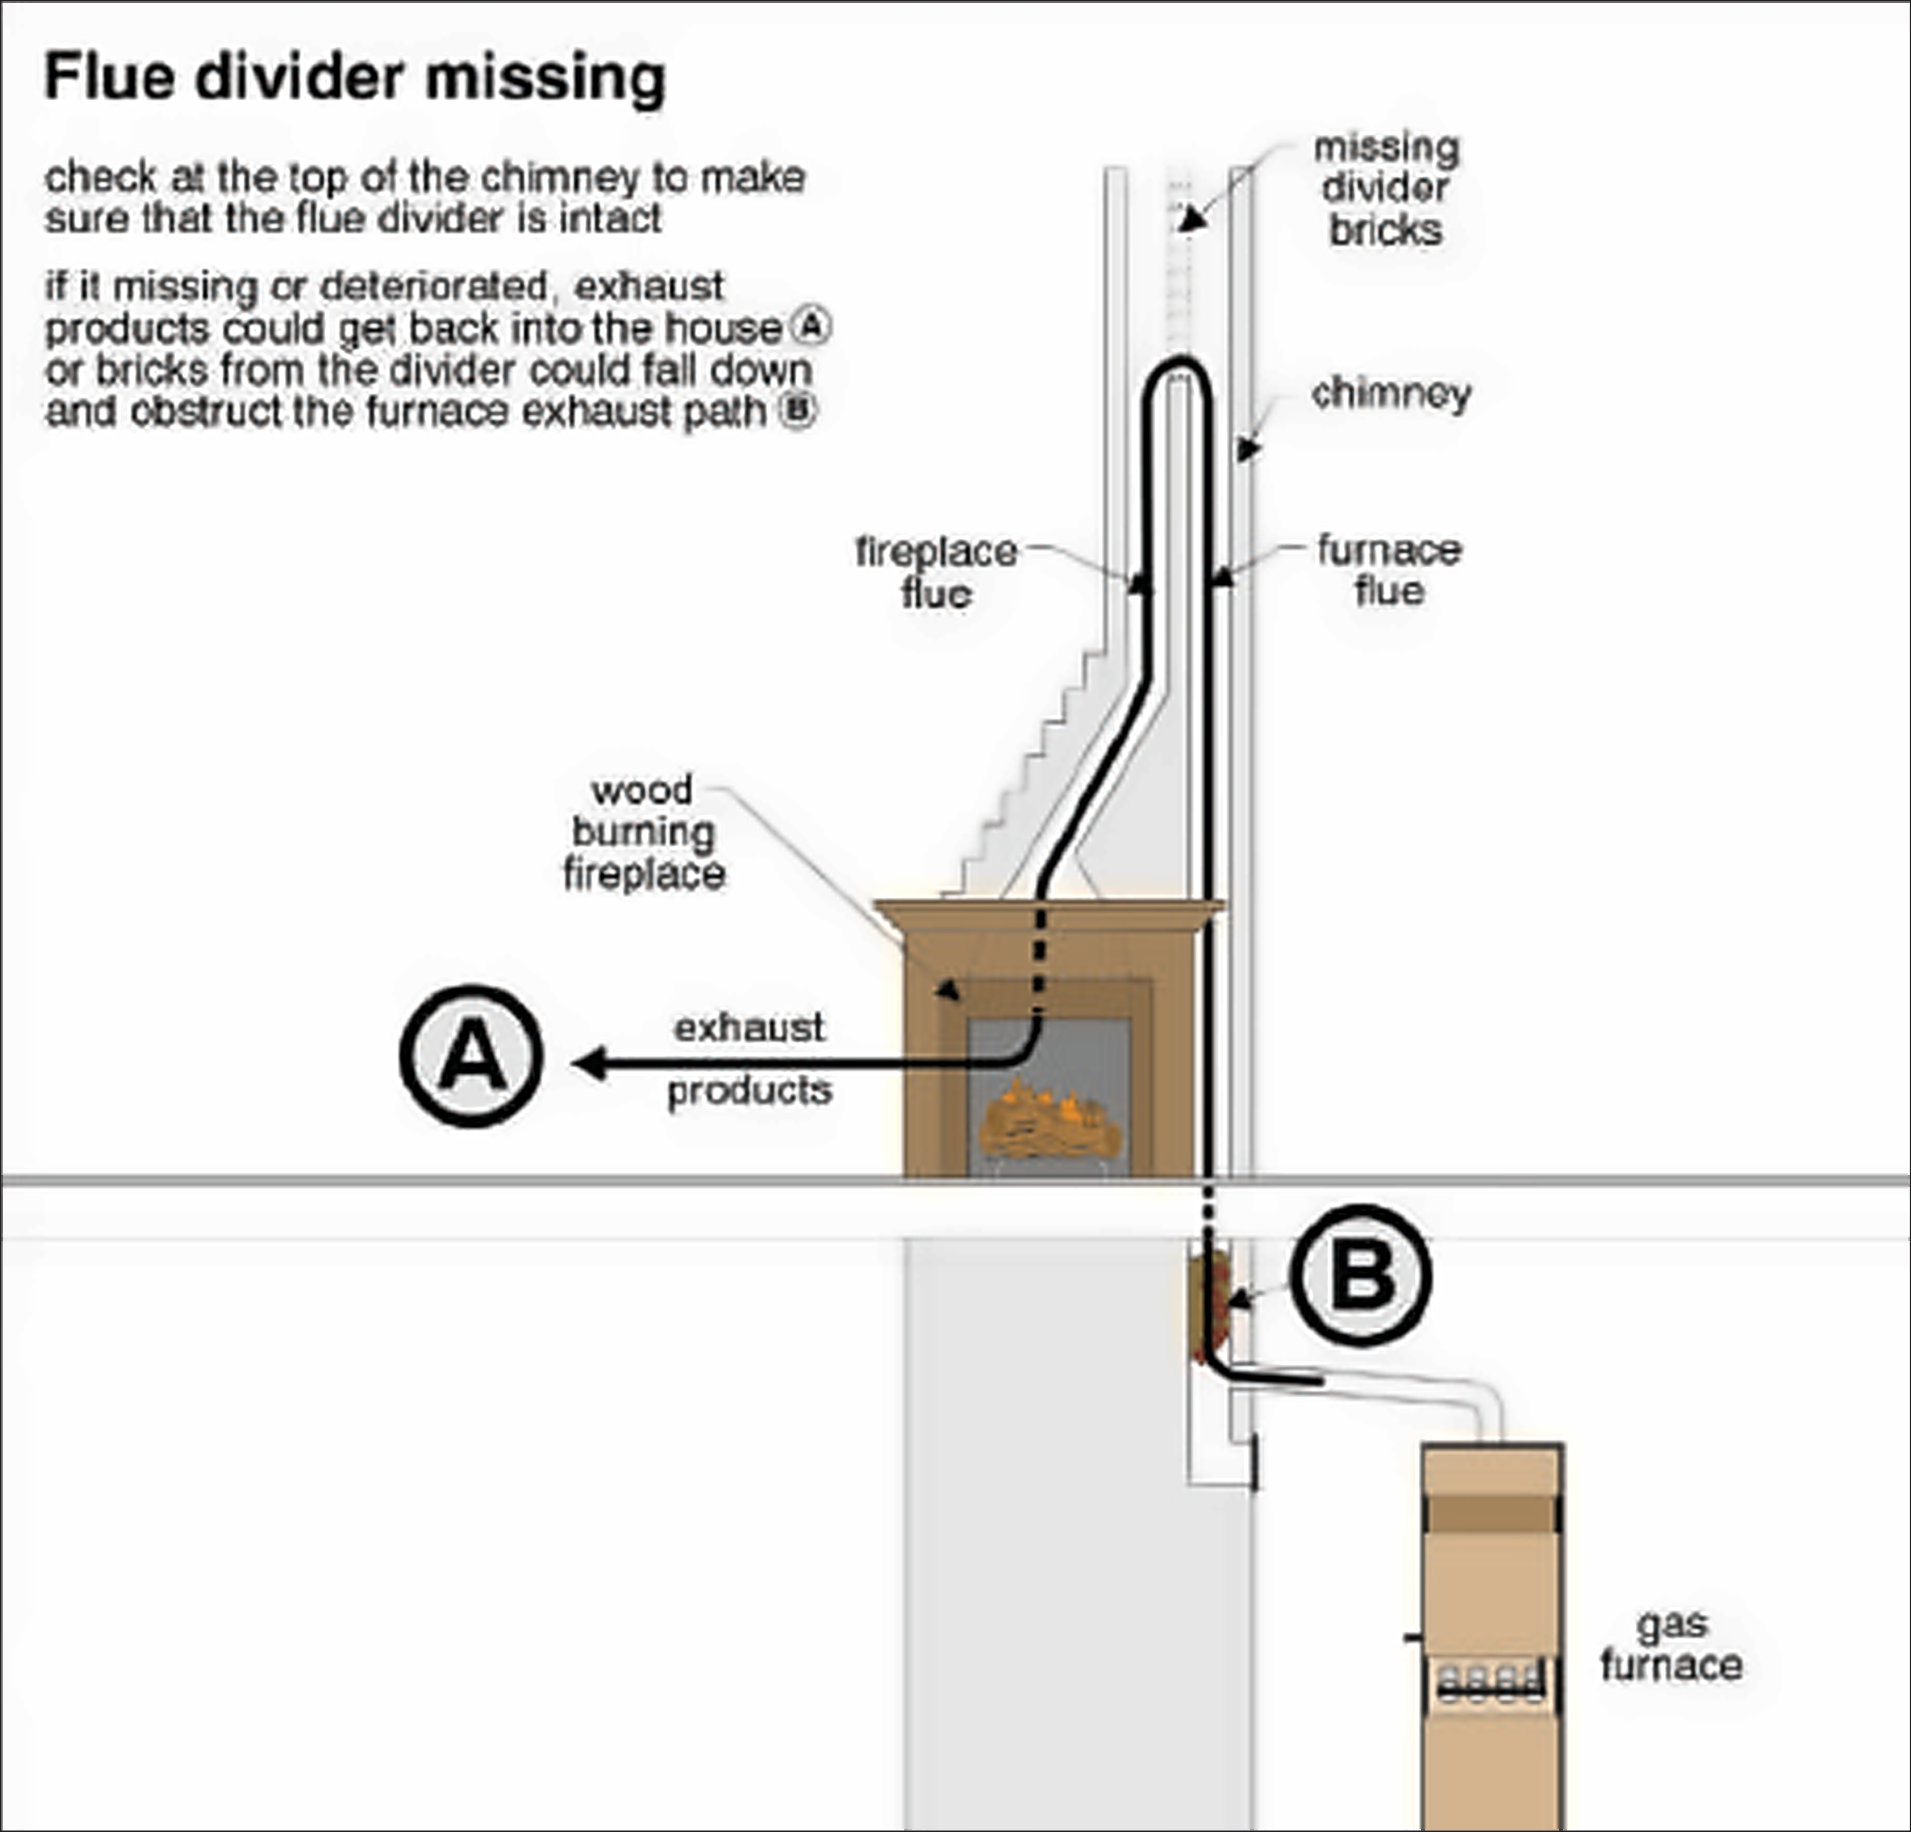 Flue divider missing
check at the top of the chimney to make
sure that the flue divider is intact
if it missing or deteriorated, exhaust
products could get back into the house A
or bricks from the divider could fall down
and obstruct the furnace exhaust path B
missing
divider
bricks
chimney
fireplace
flue
furnace
flue
wood
burning
fireplace
A
exhaust
products
B
gas
furnace